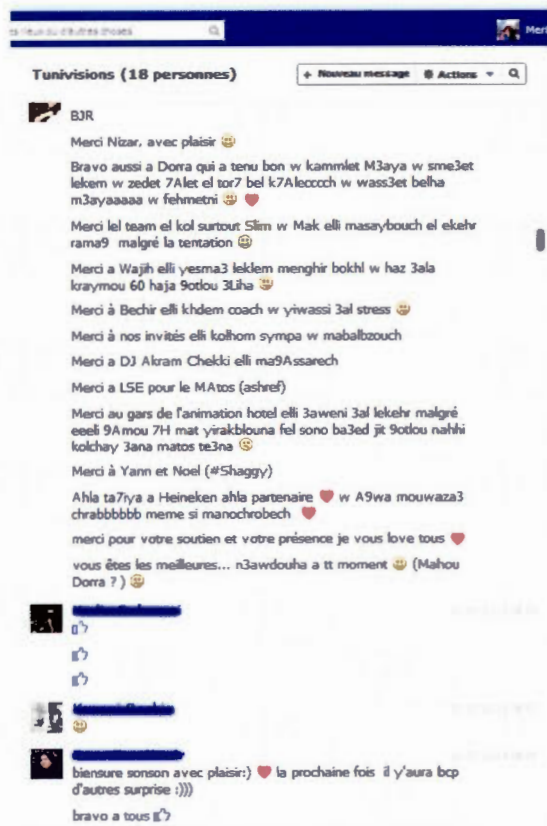 es lieux ou d'autres choses
Meri
Tunivisions (18 personnes)
+ Nouveau message
Actions
BJR
Merci Nizar, avec plaisir
Bravo aussi a Dorra qui a tenu bon w kammlet M3aya w sme3et
lekem w zedet 7Alet el tor7 bel k7Aleccccch w wass3et belha
m3ayaaaaa w fehmetni
Merci lel team el kol surtout Slim w Mak elli masaybouch el ekehr
rama9 malgré la tentation
Merci a Wajih elli yesma3 leklem menghir bokhl w haz 3ala
kraymou 60 haja 9otlou 3Liha
Merci à Bechir elli khdem coach w yiwassi 3al stress
Merci à nos invités elli kolhom sympa w mabalbzouch
Merci a DJ Akram Chekki elli ma9Assarech
Merci a LSE pour le MAtos (ashref)
Merci au gars de l'animation hotel elli 3aweni 3al lekehr malgré
eeeli 9Amou 7H mat yirakblouna fel sono ba3ed jit 9otlou nahhi
kolchay 3ana matos te3na
Merci à Yann et Noel (#Shaggy)
Ahla ta7iya a Heineken ahla partenaire w A9wa mouwaza3
chrabbbbbb meme si manochrobech
merci pour votre soutien et votre présence je vous love tous
vous êtes les meilleures... n3awdouha a tt moment (Mahou
Dorra ? )
biensure sonson avec plaisir:) la prochaine fois il y'aura bcp
d'autres surprise :)))
bravo a tous